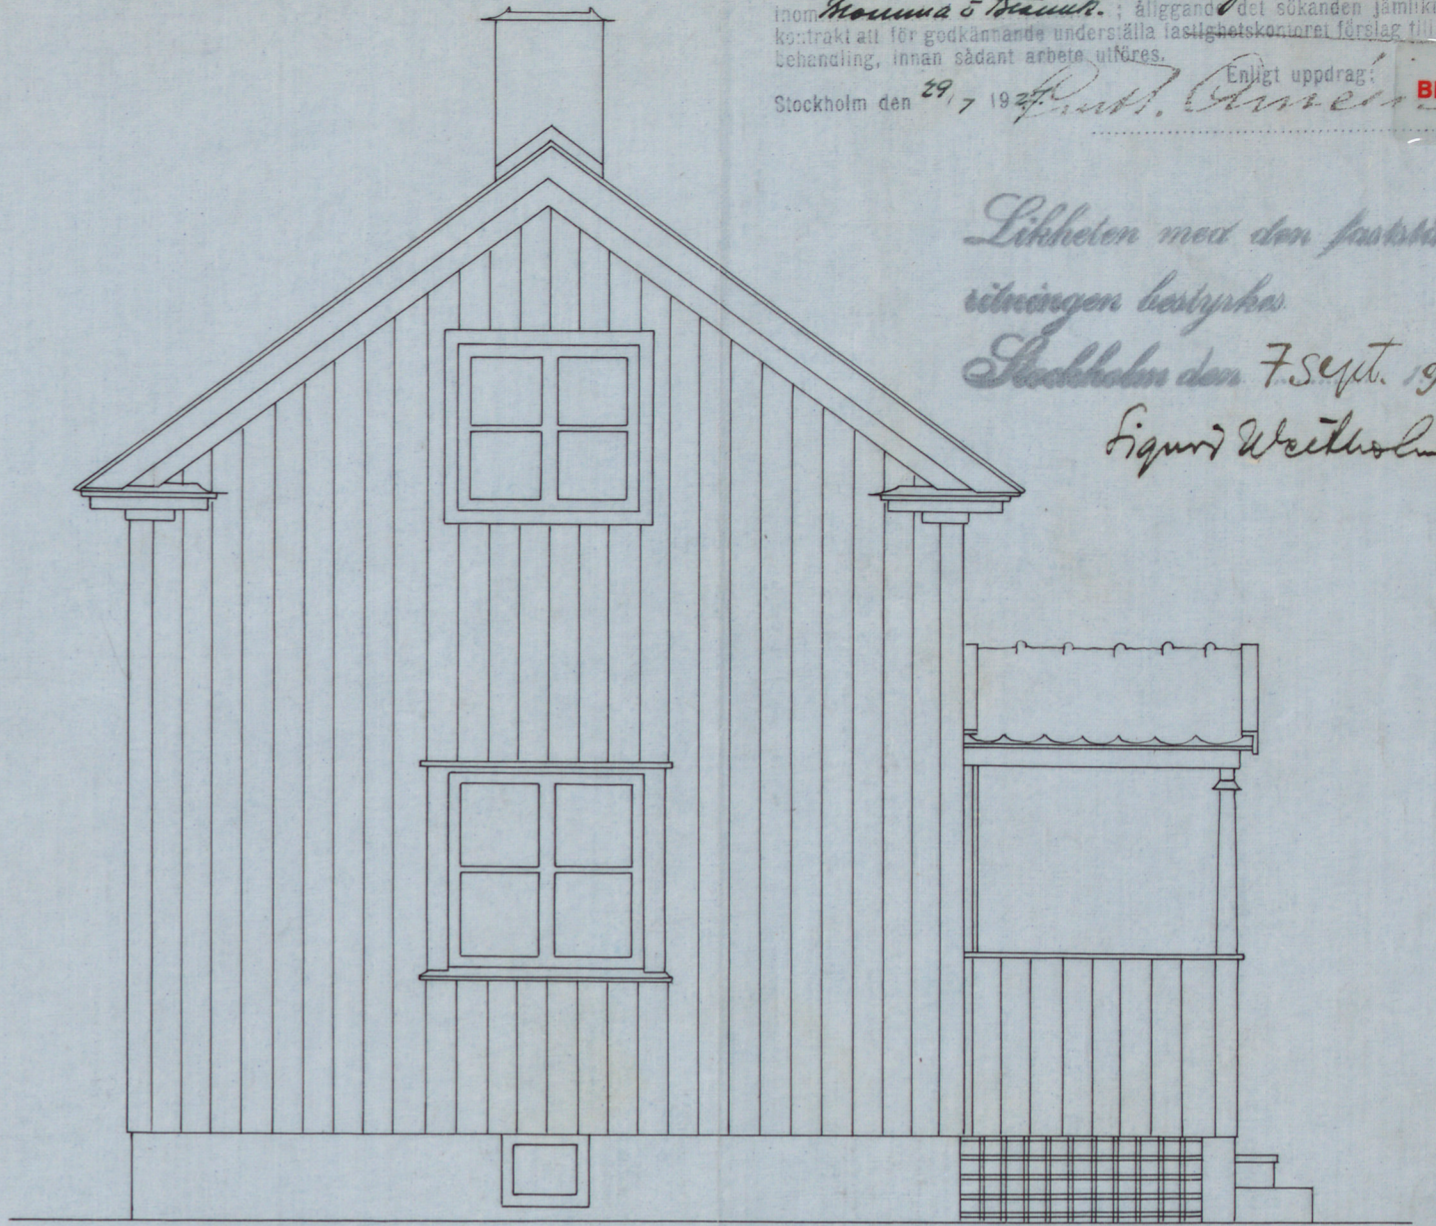 inom Bromma å Brännk. ; åliggande det sökanden jämlikt
kontrakt att för godkännande underställa fastighetskontoret förslag till
behandling, innan sådant arbete utföres.
Enligt uppdrag:
Stockholm den 29/7 1927.
Likheten med den fastställ
ritningen bestyrkes
Stockholm den 7 sept. 19
Sigurd Westholm